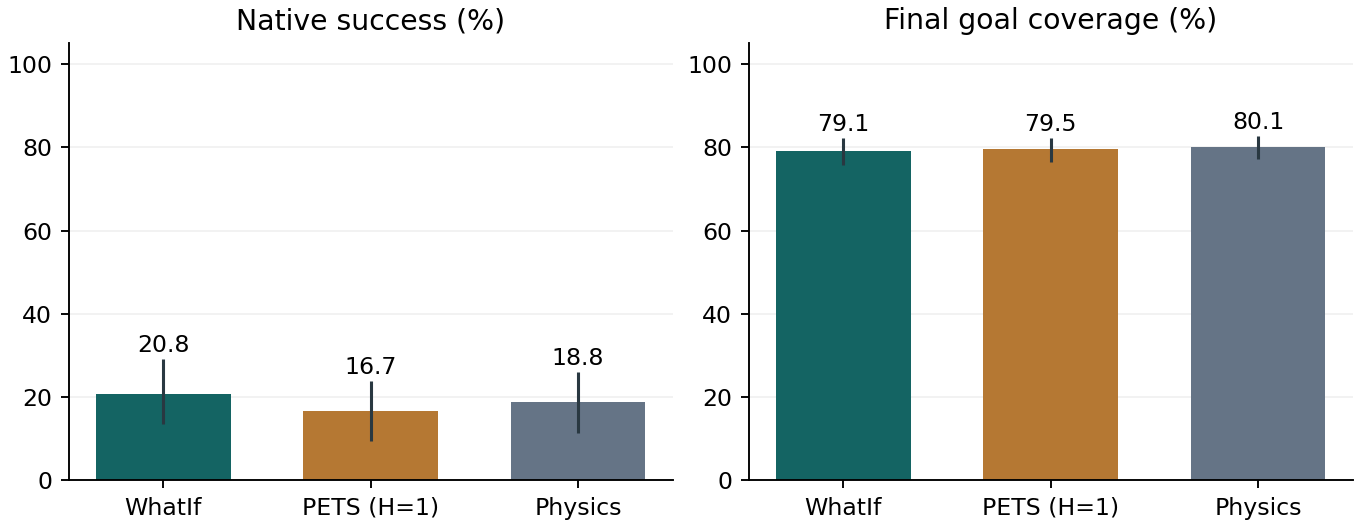 Native success (%)
100
80
60
40
20
0
20.8
16.7
18.8
WhatIf
PETS (H=1)
Physics
Final goal coverage (%)
100
80
60
40
20
0
79.1
79.5
80.1
WhatIf
PETS (H=1)
Physics